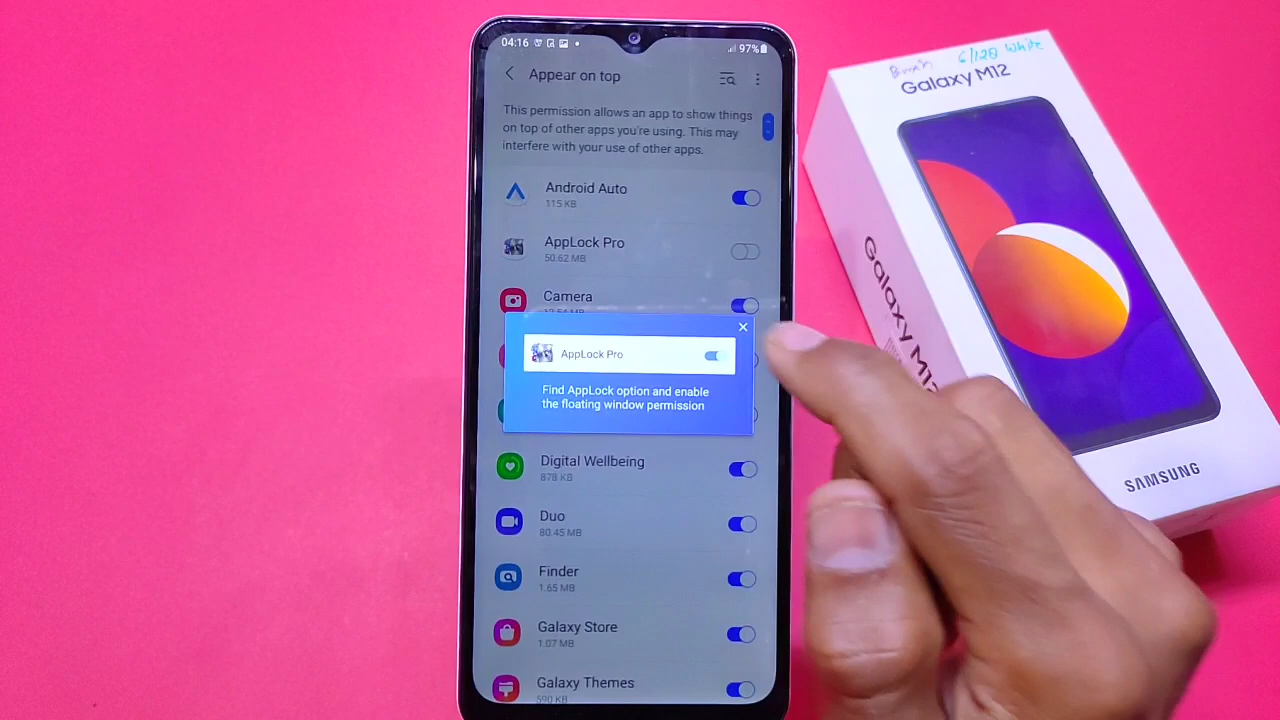 04:16
97%
Appear on top
This permission allows an app to show things
on top of other apps you're using. This may
interfere with your use of other apps.
Android Auto
115 KB
AppLock Pro
50.62 MB
Camera
AppLock Pro
Find AppLock option and enable
the floating window permission
Digital Wellbeing
878 KB
Duo
80.45 MB
Finder
1.65 MB
Galaxy Store
1.07 MB
Galaxy Themes
590 KB
6/128 White
Galaxy M12
Galaxy M12
SAMSUNG